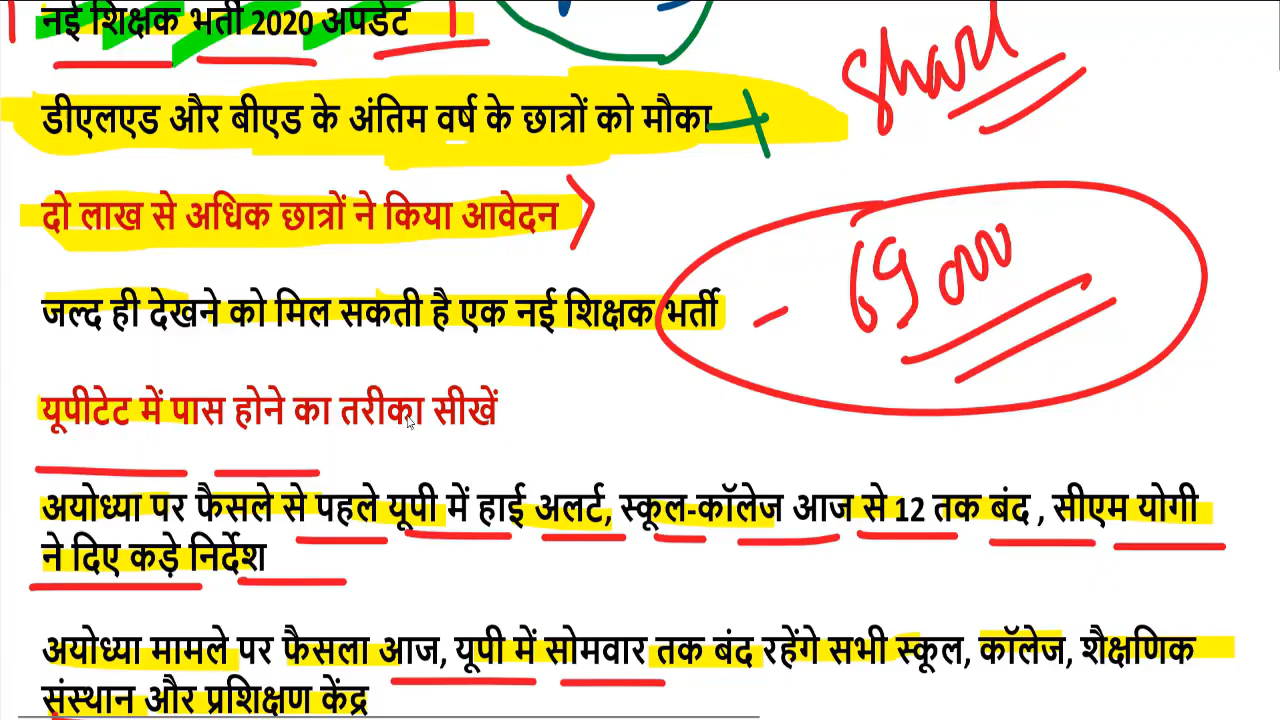 नई शिक्षक भर्ती 2020 अपडेट
share
डीएलएड और बीएड के अंतिम वर्ष के छात्रों को मौका
दो लाख से अधिक छात्रों ने किया आवेदन
जल्द ही देखने को मिल सकती है एक नई शिक्षक भर्ती
- 69000
यूपीटेट में पास होने का तरीका सीखें
अयोध्या पर फैसले से पहले यूपी में हाई अलर्ट, स्कूल-कॉलेज आज से 12 तक बंद , सीएम योगी
ने दिए कड़े निर्देश
अयोध्या मामले पर फैसला आज, यूपी में सोमवार तक बंद रहेंगे सभी स्कूल, कॉलेज, शैक्षणिक
संस्थान और प्रशिक्षण केंद्र